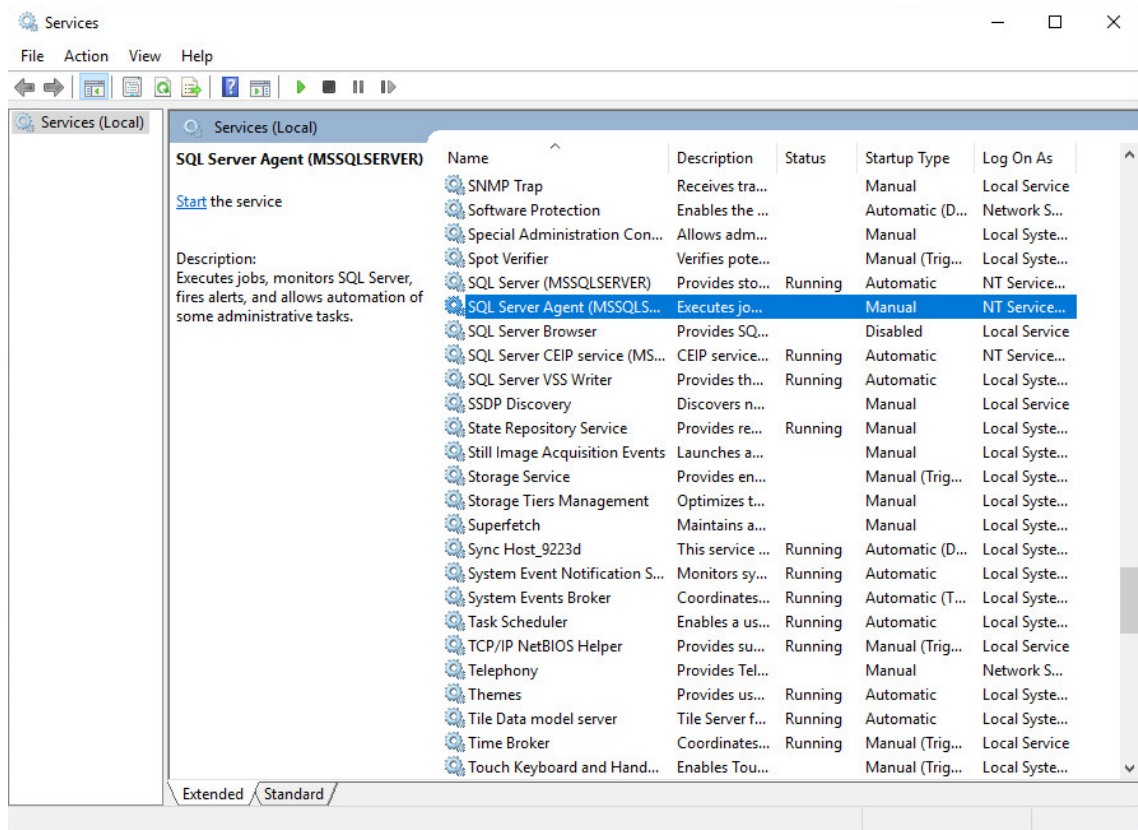 Services
File Action View Help
Services (Local)
Services (Local)
SQL Server Agent (MSSQLSERVER)
Start the service
Description:
Executes jobs, monitors SQL Server,
fires alerts, and allows automation of
some administrative tasks.
Name Description Status Startup Type Log On As
SNMP Trap Receives tra... Manual Local Service
Software Protection Enables the ... Automatic (D... Network S...
Special Administration Con... Allows adm... Manual Local Syste...
Spot Verifier Verifies pote... Manual (Trig... Local Syste...
SQL Server (MSSQLSERVER) Provides sto... Running Automatic NT Service...
SQL Server Agent (MSSQLS... Executes jo... Manual NT Service...
SQL Server Browser Provides SQ... Disabled Local Service
SQL Server CEIP service (MS... CEIP service... Running Automatic NT Service...
SQL Server VSS Writer Provides th... Running Automatic Local Syste...
SSDP Discovery Discovers n... Manual Local Service
State Repository Service Provides re... Running Manual Local Syste...
Still Image Acquisition Events Launches a... Manual Local Syste...
Storage Service Provides en... Manual (Trig... Local Syste...
Storage Tiers Management Optimizes t... Manual Local Syste...
Superfetch Maintains a... Manual Local Syste...
Sync Host_9223d This service ... Running Automatic (D... Local Syste...
System Event Notification S... Monitors sy... Running Automatic Local Syste...
System Events Broker Coordinates... Running Automatic (T... Local Syste...
Task Scheduler Enables a us... Running Automatic Local Syste...
TCP/IP NetBIOS Helper Provides su... Running Manual (Trig... Local Service
Telephony Provides Tel... Manual Network S...
Themes Provides us... Running Automatic Local Syste...
Tile Data model server Tile Server f... Running Automatic Local Syste...
Time Broker Coordinates... Running Manual (Trig... Local Service
Touch Keyboard and Hand... Enables Tou... Manual (Trig... Local Syste...
Extended Standard